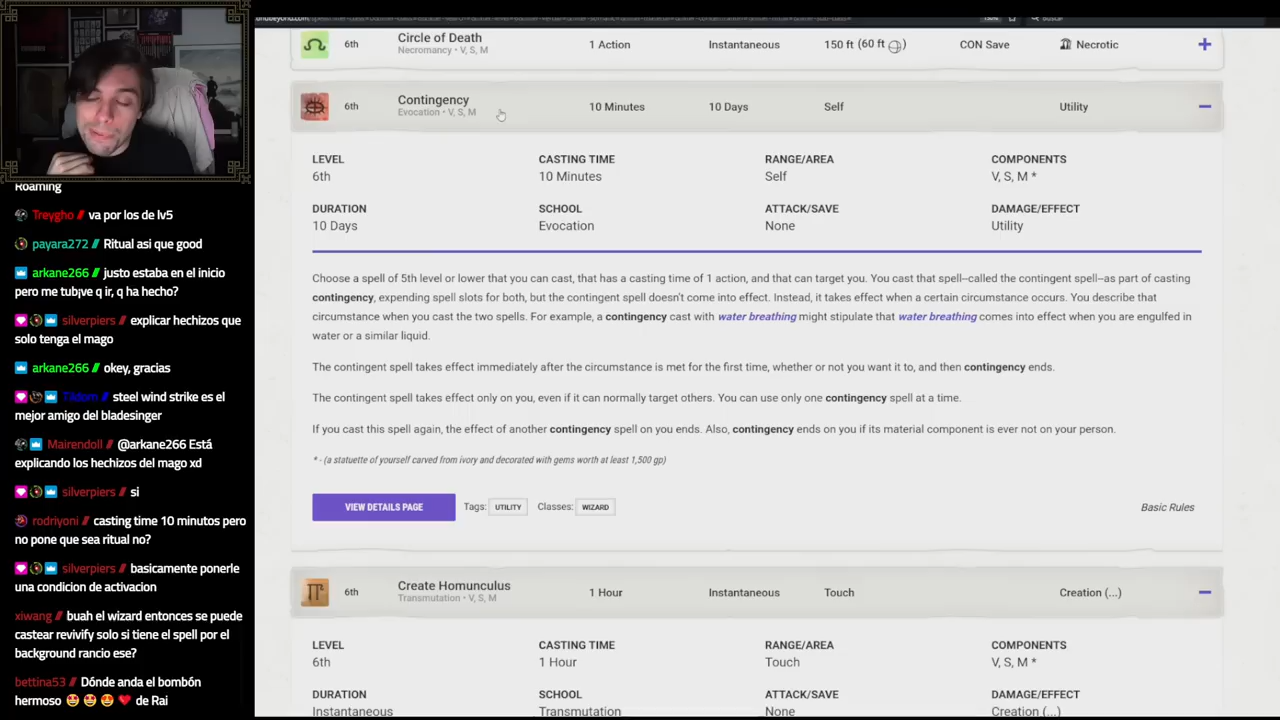 Roaming
Treygho // va por los de lv5
payara272 // Ritual asi que good
arkane266 // justo estaba en el inicio
pero me tub¡ve q ir, q ha hecho?
silverpiers // explicar hechizos que
solo tenga el mago
arkane266 // okey, gracias
Tildom // steel wind strike es el
mejor amigo del bladesinger
Mairendoll // @arkane266 Está
explicando los hechizos del mago xd
silverpiers // si
rodriyoni // casting time 10 minutos pero
no pone que sea ritual no?
silverpiers // basicamente ponerle
una condicion de activacion
xiwang // buah el wizard entonces se puede
castear revivify solo si tiene el spell por el
background rancio ese?
bettina53 // Dónde anda el bombón
hermoso 😍 😍 😍 ❤ de Rai
6th Circle of Death 1 Action Instantaneous 150 ft (60 ft ) CON Save Necrotic +
Necromancy • V, S, M
6th Contingency 10 Minutes 10 Days Self Utility −
Evocation • V, S, M
LEVEL CASTING TIME RANGE/AREA COMPONENTS
6th 10 Minutes Self V, S, M *
DURATION SCHOOL ATTACK/SAVE DAMAGE/EFFECT
10 Days Evocation None Utility
Choose a spell of 5th level or lower that you can cast, that has a casting time of 1 action, and that can target you. You cast that spell—called the contingent spell—as part of casting
contingency, expending spell slots for both, but the contingent spell doesn't come into effect. Instead, it takes effect when a certain circumstance occurs. You describe that
circumstance when you cast the two spells. For example, a contingency cast with water breathing might stipulate that water breathing comes into effect when you are engulfed in
water or a similar liquid.
The contingent spell takes effect immediately after the circumstance is met for the first time, whether or not you want it to, and then contingency ends.
The contingent spell takes effect only on you, even if it can normally target others. You can use only one contingency spell at a time.
If you cast this spell again, the effect of another contingency spell on you ends. Also, contingency ends on you if its material component is ever not on your person.
* - (a statuette of yourself carved from ivory and decorated with gems worth at least 1,500 gp)
VIEW DETAILS PAGE Tags: UTILITY Classes: WIZARD Basic Rules
6th Create Homunculus 1 Hour Instantaneous Touch Creation (...) −
Transmutation • V, S, M
LEVEL CASTING TIME RANGE/AREA COMPONENTS
6th 1 Hour Touch V, S, M *
DURATION SCHOOL ATTACK/SAVE DAMAGE/EFFECT
Instantaneous Transmutation None Creation (...)